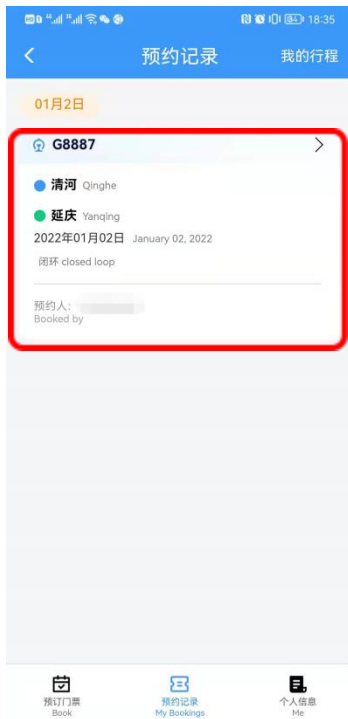 18:35
预约记录 我的行程
01月2日
G8887
清河 Qinghe
延庆 Yanqing
2022年01月02日 January 02, 2022
闭环 closed loop
预约人:
Booked by
预订门票 预约记录 个人信息
Book My Bookings Me